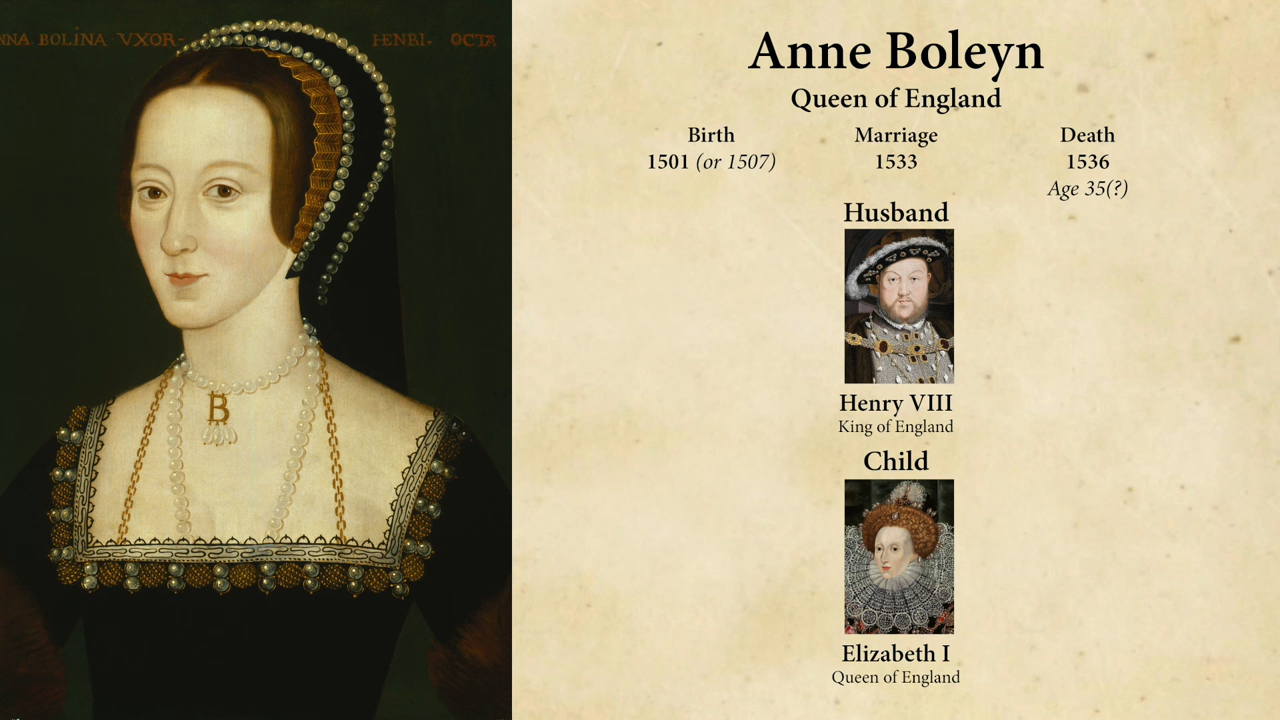 NNA BOLINA VXOR-
HENRI. OCTA
B
Anne Boleyn
Queen of England
Birth
1501 (or 1507)
Marriage
1533
Death
1536
Age 35(?)
Husband
Henry VIII
King of England
Child
Elizabeth I
Queen of England